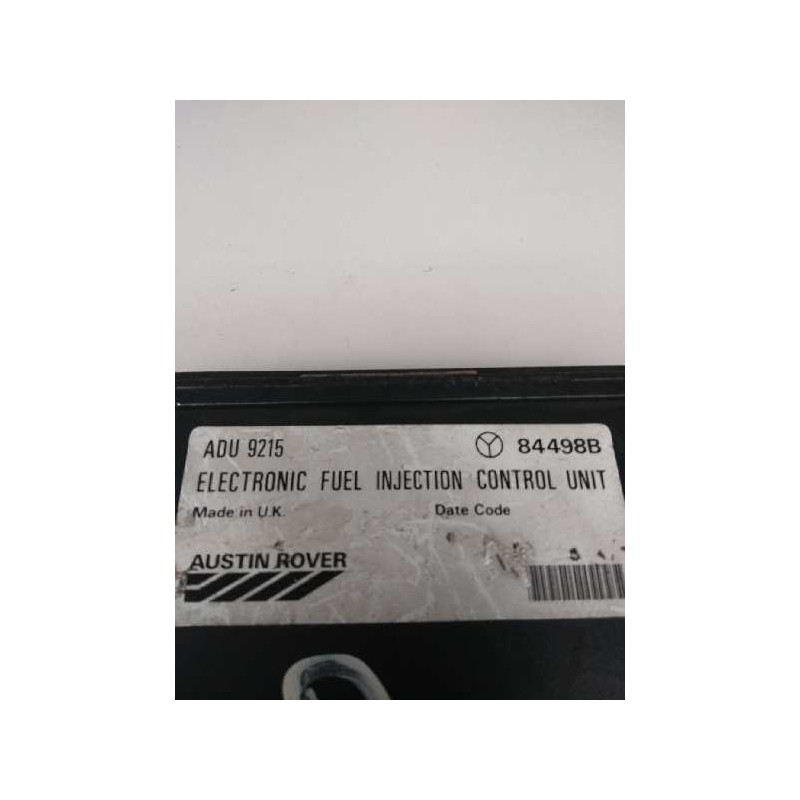 ADU 9215 84498B
ELECTRONIC FUEL INJECTION CONTROL UNIT
Made in U.K. Date Code
AUSTIN ROVER